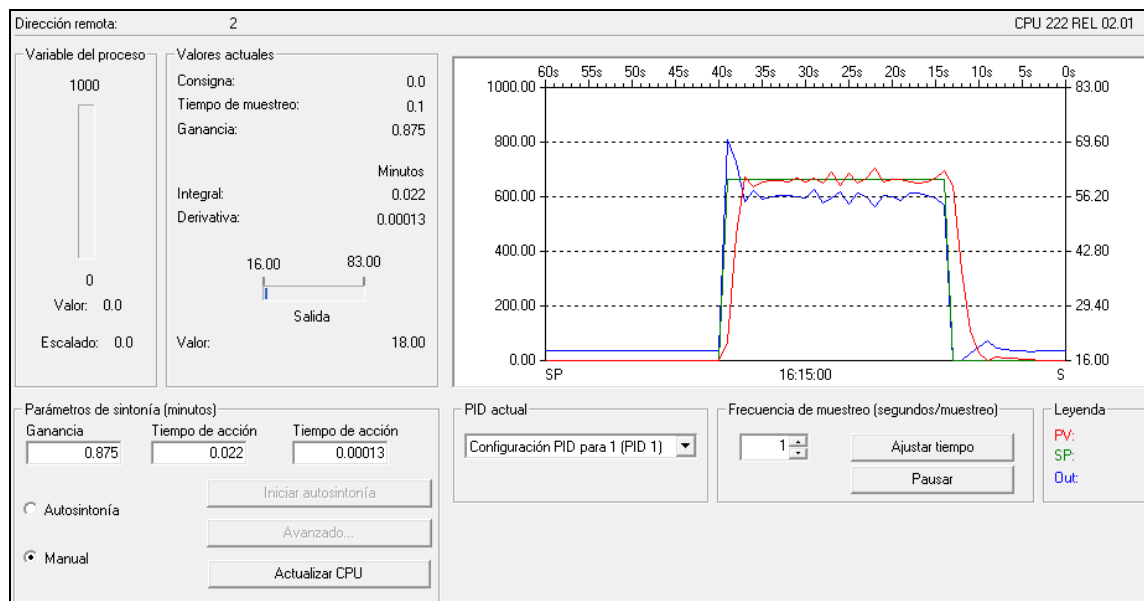 Dirección remota: 2 CPU 222 REL 02.01
Variable del proceso
1000
0
Valor: 0.0
Escalado: 0.0
Valores actuales
Consigna: 0.0
Tiempo de muestreo: 0.1
Ganancia: 0.875
Minutos
Integral: 0.022
Derivativa: 0.00013
16.00 83.00
Salida
Valor: 18.00
60s 55s 50s 45s 40s 35s 30s 25s 20s 15s 10s 5s 0s
1000.00 83.00
800.00 69.60
600.00 56.20
400.00 42.80
200.00 29.40
0.00 16.00
SP 16:15:00 S
Parámetros de sintonía (minutos)
Ganancia Tiempo de acción Tiempo de acción
0.875 0.022 0.00013
Autosintonía
Manual
Iniciar autosintonía
Avanzado...
Actualizar CPU
PID actual
Configuración PID para 1 (PID 1)
Frecuencia de muestreo (segundos/muestreo)
1
Ajustar tiempo
Pausar
Leyenda
PV:
SP:
Out: